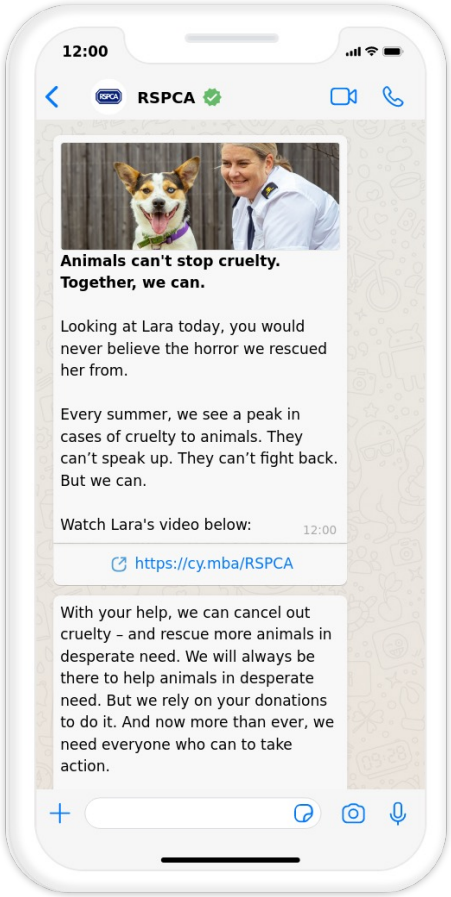 12:00
RSPCA
RSPCA
Animals can't stop cruelty.
Together, we can.
Looking at Lara today, you would
never believe the horror we rescued
her from.
Every summer, we see a peak in
cases of cruelty to animals. They
can’t speak up. They can’t fight back.
But we can.
Watch Lara's video below:
12:00
https://cy.mba/RSPCA
With your help, we can cancel out
cruelty – and rescue more animals in
desperate need. We will always be
there to help animals in desperate
need. But we rely on your donations
to do it. And now more than ever, we
need everyone who can to take
action.